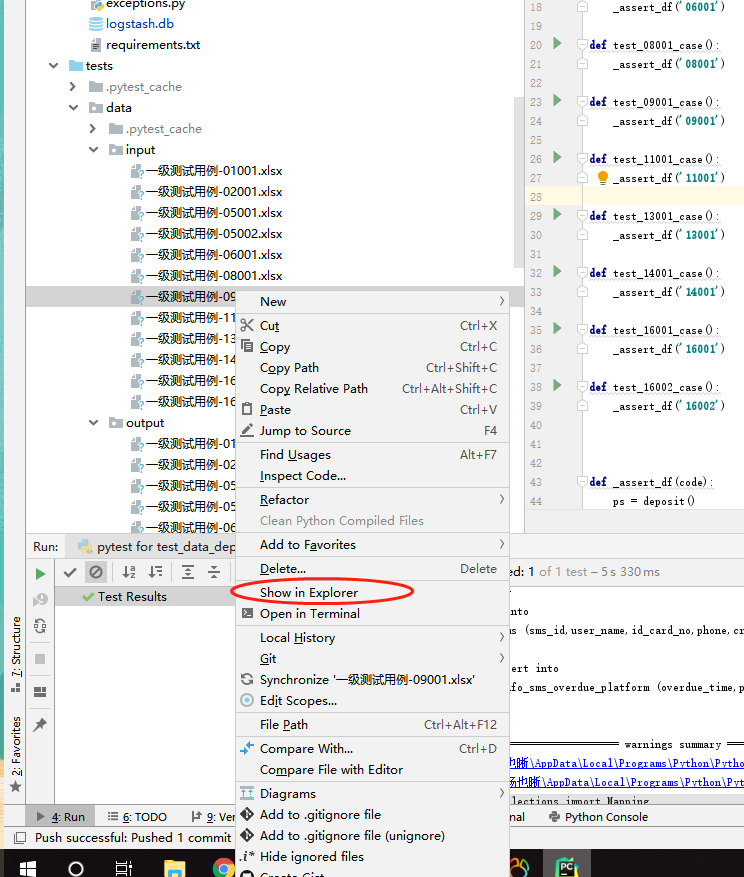 exceptions.py
logstash.db
requirements.txt
tests
.pytest_cache
data
.pytest_cache
input
一级测试用例-01001.xlsx
一级测试用例-02001.xlsx
一级测试用例-05001.xlsx
一级测试用例-05002.xlsx
一级测试用例-06001.xlsx
一级测试用例-08001.xlsx
一级测试用例-09
一级测试用例-11
一级测试用例-13
一级测试用例-14
一级测试用例-16
一级测试用例-16
output
一级测试用例-01
一级测试用例-02
一级测试用例-05
一级测试用例-05
一级测试用例-06
New
Cut Ctrl+X
Copy Ctrl+C
Copy Path Ctrl+Shift+C
Copy Relative Path Ctrl+Alt+Shift+C
Paste Ctrl+V
Jump to Source F4
Find Usages Alt+F7
Inspect Code...
Refactor
Clean Python Compiled Files
Add to Favorites
Delete... Delete
Show in Explorer
Open in Terminal
Local History
Git
Synchronize '一级测试用例-09001.xlsx'
Edit Scopes...
File Path Ctrl+Alt+F12
Compare With... Ctrl+D
Compare File with Editor
Diagrams
Add to .gitignore file
Add to .gitignore file (unignore)
.i* Hide ignored files
Create Gist...
18 _assert_df('06001')
19
20 def test_08001_case():
21 _assert_df('08001')
22
23 def test_09001_case():
24 _assert_df('09001')
25
26 def test_11001_case():
27 _assert_df('11001')
28
29 def test_13001_case():
30 _assert_df('13001')
31
32 def test_14001_case():
33 _assert_df('14001')
34
35 def test_16001_case():
36 _assert_df('16001')
37
38 def test_16002_case():
39 _assert_df('16002')
40
41
42
43 def _assert_df(code):
44 ps = deposit()
Run: pytest for test_data_dep
Test Results
ed: 1 of 1 test – 5 s 330 ms
nto
ns (sms_id,user_name,id_card_no,phone,cr
ert into
nfo_sms_overdue_platform (overdue_time,p
warnings summary
\AppData\Local\Programs\Python\Pytho
\AppData\Local\Programs\Python\Pyt
llections import Mapping
7: Structure
2: Favorites
4: Run 6: TODO 9: Ver nal Python Console
Push successful: Pushed 1 commit
PC